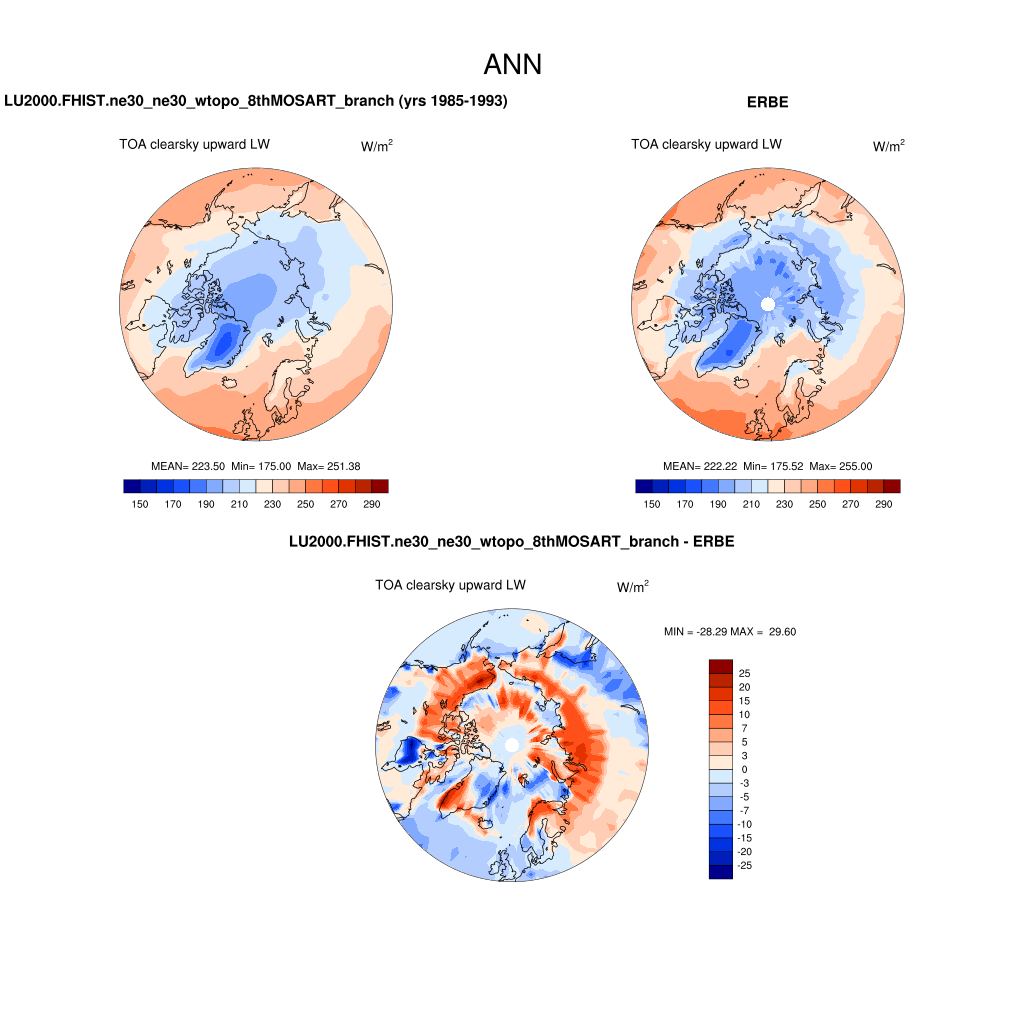 ANN
LU2000.FHIST.ne30_ne30_wtopo_8thMOSART_branch (yrs 1985-1993)
ERBE
TOA clearsky upward LW W/m2
TOA clearsky upward LW W/m2
MEAN= 223.50 Min= 175.00 Max= 251.38
MEAN= 222.22 Min= 175.52 Max= 255.00
150 170 190 210 230 250 270 290
150 170 190 210 230 250 270 290
LU2000.FHIST.ne30_ne30_wtopo_8thMOSART_branch - ERBE
TOA clearsky upward LW W/m2
MIN = -28.29 MAX = 29.60
25
20
15
10
7
5
3
0
-3
-5
-7
-10
-15
-20
-25